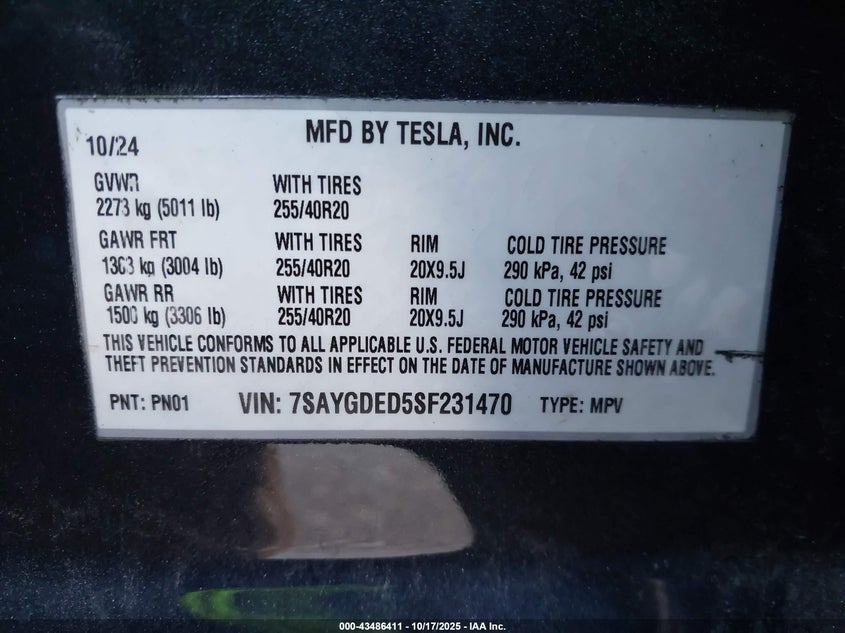 MFD BY TESLA, INC.
10/24
GVWR WITH TIRES
2273 kg (5011 lb) 255/40R20
GAWR FRT WITH TIRES RIM COLD TIRE PRESSURE
1363 kg (3004 lb) 255/40R20 20X9.5J 290 kPa, 42 psi
GAWR RR WITH TIRES RIM COLD TIRE PRESSURE
1500 kg (3306 lb) 255/40R20 20X9.5J 290 kPa, 42 psi
THIS VEHICLE CONFORMS TO ALL APPLICABLE U.S. FEDERAL MOTOR VEHICLE SAFETY AND
THEFT PREVENTION STANDARDS IN EFFECT ON THE DATE OF MANUFACTURE SHOWN ABOVE.
PNT: PN01 VIN: 7SAYGDED5SF231470 TYPE: MPV
000-43486411 - 10/17/2025 - IAA Inc.